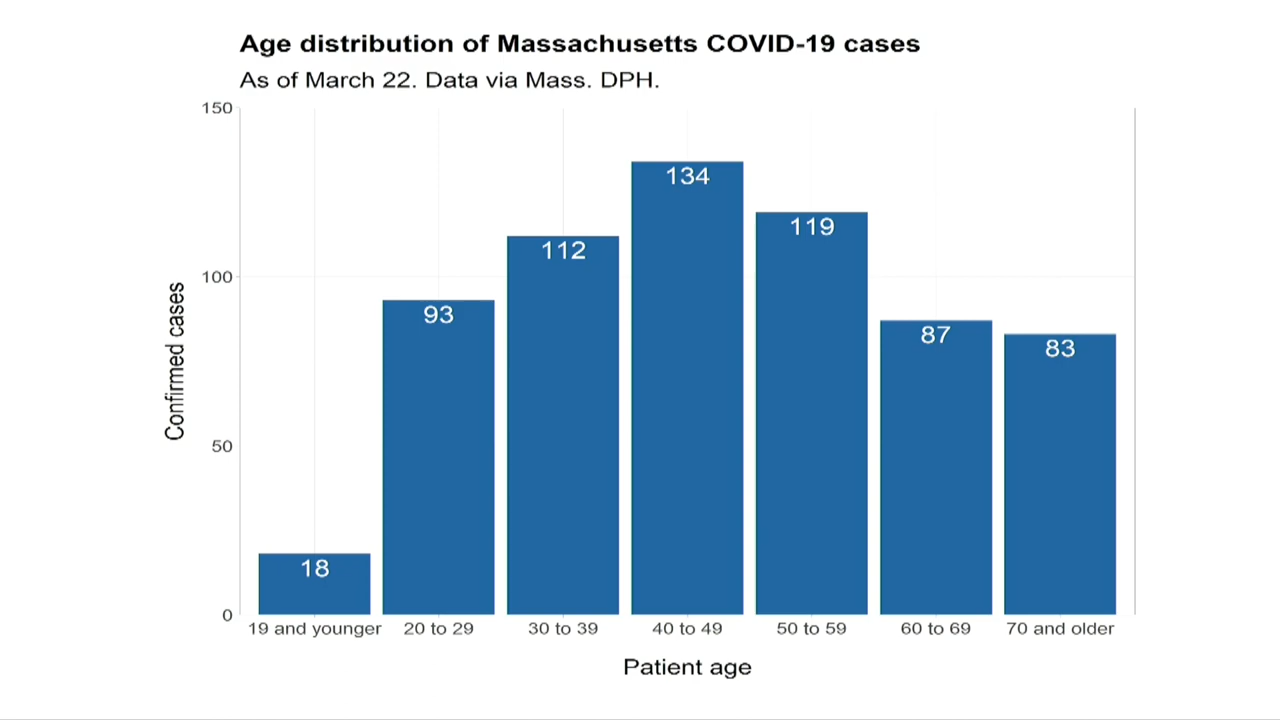 Age distribution of Massachusetts COVID-19 cases
As of March 22. Data via Mass. DPH.
150
100
50
0
Confirmed cases
18
93
112
134
119
87
83
19 and younger
20 to 29
30 to 39
40 to 49
50 to 59
60 to 69
70 and older
Patient age